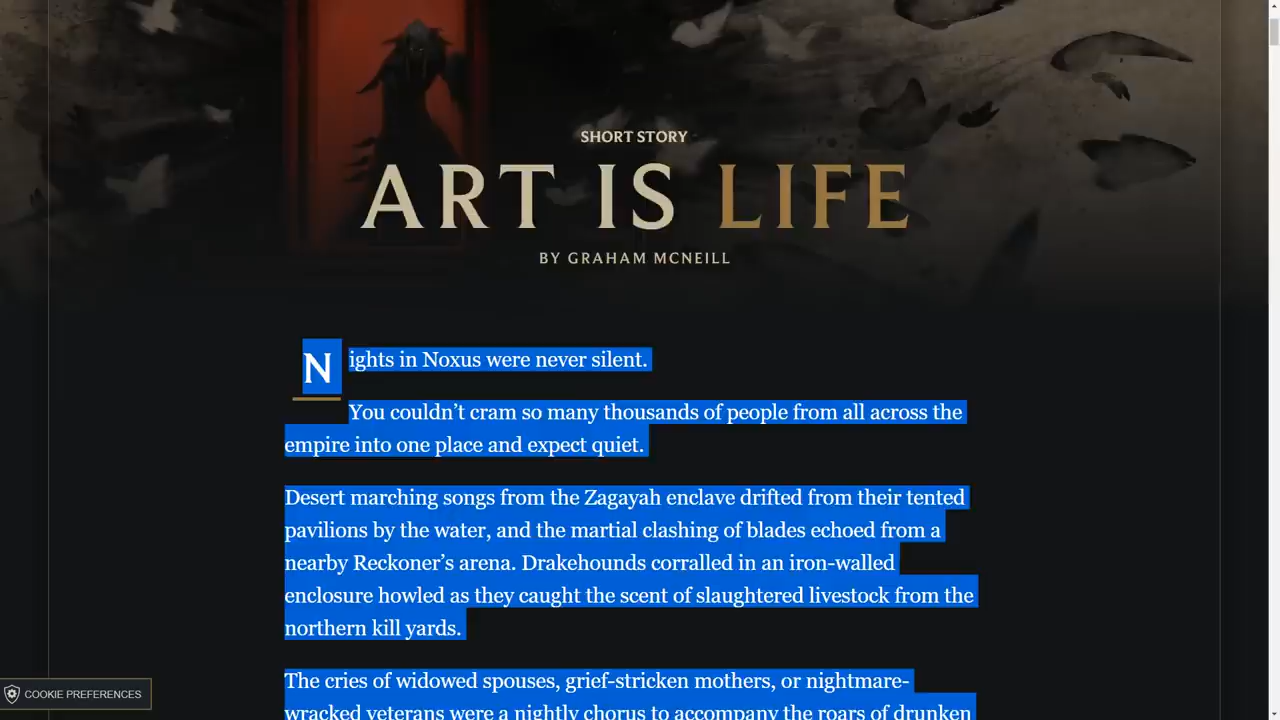 SHORT STORY
ART IS LIFE
BY GRAHAM MCNEILL
Nights in Noxus were never silent.
You couldn’t cram so many thousands of people from all across the
empire into one place and expect quiet.
Desert marching songs from the Zagayah enclave drifted from their tented
pavilions by the water, and the martial clashing of blades echoed from a
nearby Reckoner’s arena. Drakehounds corralled in an iron-walled
enclosure howled as they caught the scent of slaughtered livestock from the
northern kill yards.
The cries of widowed spouses, grief-stricken mothers, or nightmare-
wracked veterans were a nightly chorus to accompany the roars of drunken
COOKIE PREFERENCES